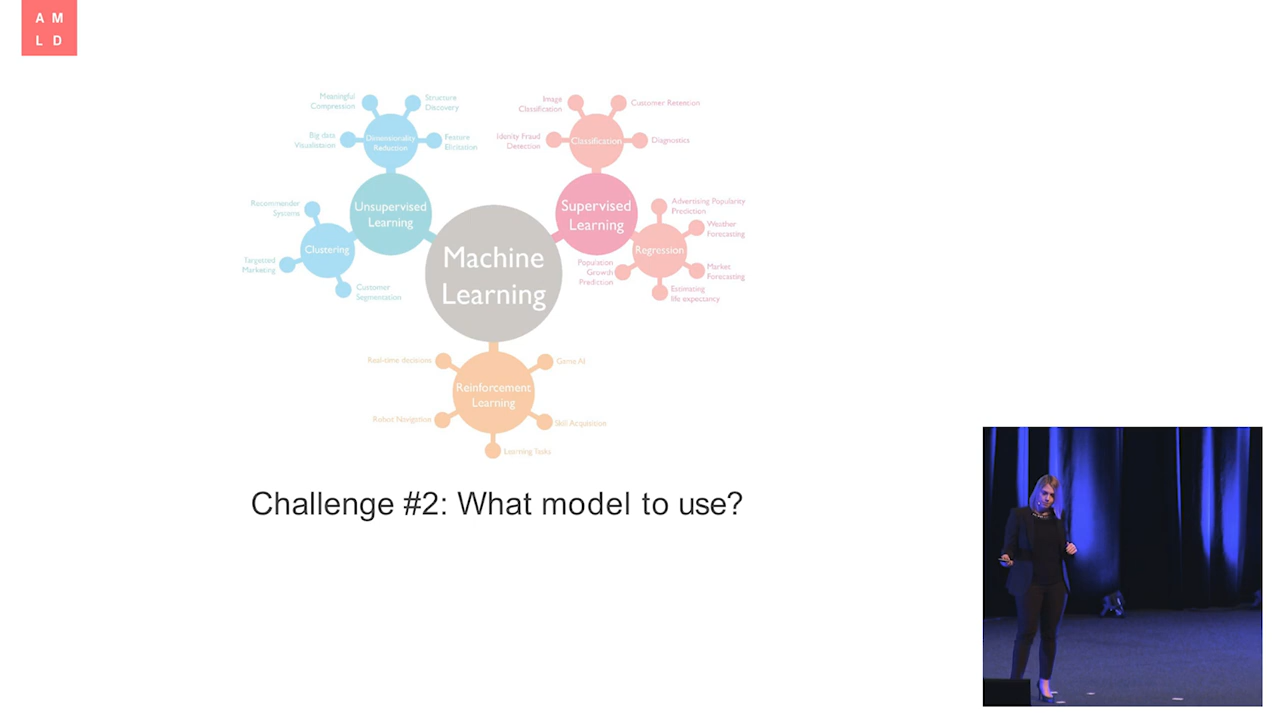 A M
L D
Meaningful
Compression
Structure
Discovery
Big data
Visualisation
Dimensionality
Reduction
Feature
Elicitation
Image
Classification
Customer Retention
Idenity Fraud
Detection
Classification
Diagnostics
Recommender
Systems
Unsupervised
Learning
Clustering
Targetted
Marketing
Customer
Segmentation
Machine
Learning
Supervised
Learning
Advertising Popularity
Prediction
Weather
Forecasting
Regression
Population
Growth
Prediction
Market
Forecasting
Estimating
life expectancy
Real-time decisions
Game AI
Reinforcement
Learning
Robot Navigation
Skill Acquisition
Learning Tasks
Challenge #2: What model to use?